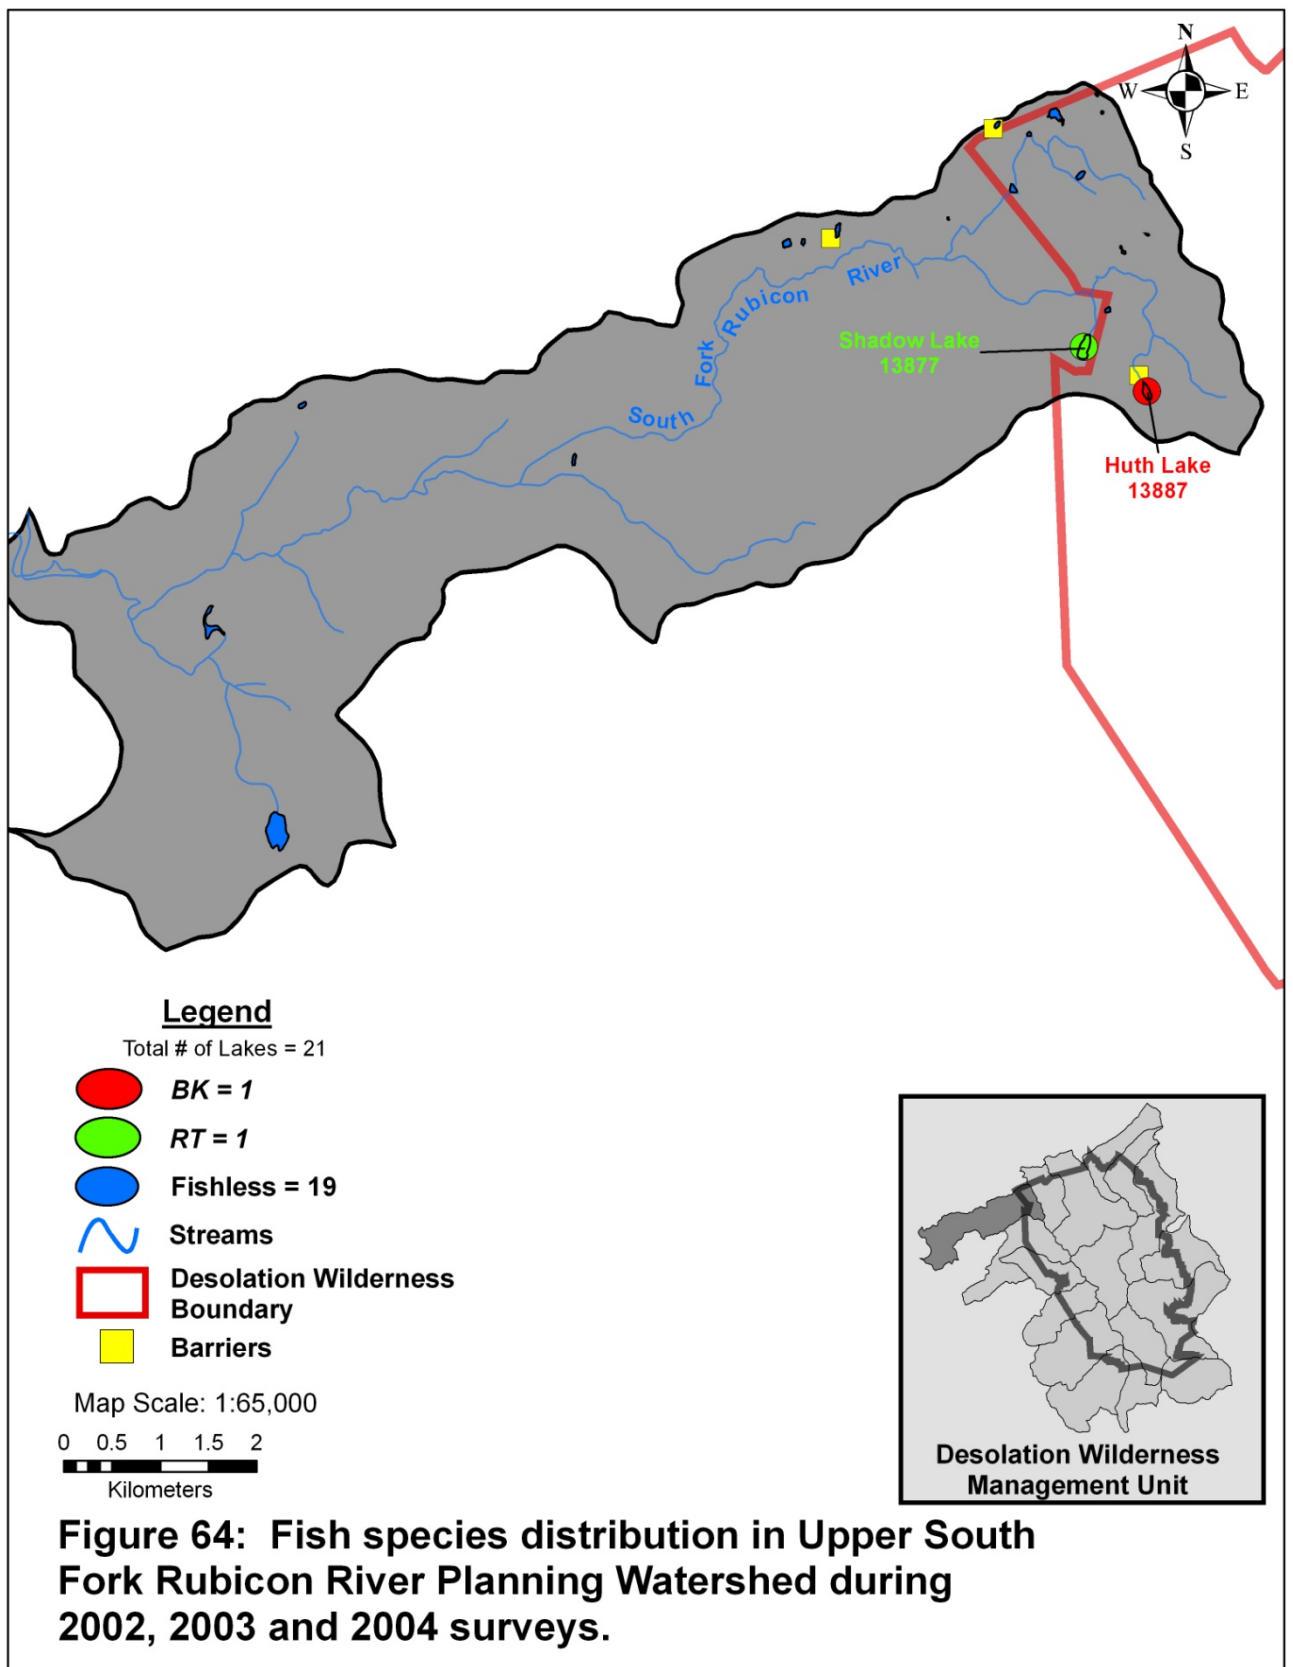 N
W E
S
South Fork Rubicon River
Shadow Lake
13877
Huth Lake
13887
Legend
Total # of Lakes = 21
BK = 1
RT = 1
Fishless = 19
Streams
Desolation Wilderness
Boundary
Barriers
Map Scale: 1:65,000
0 0.5 1 1.5 2
Kilometers
Desolation Wilderness
Management Unit
Figure 64: Fish species distribution in Upper South
Fork Rubicon River Planning Watershed during
2002, 2003 and 2004 surveys.